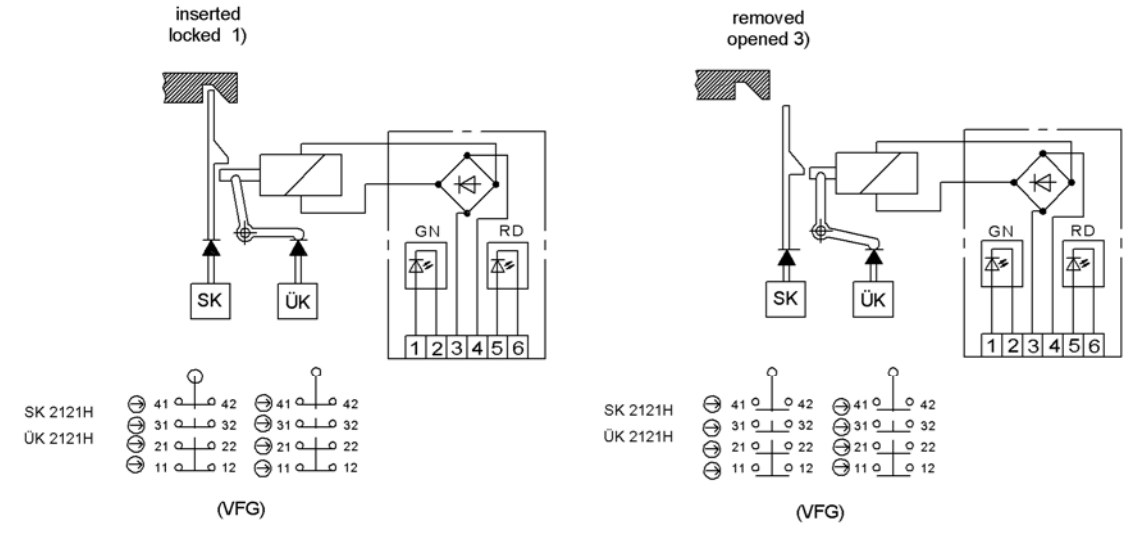 inserted
locked 1)
GN RD
SK ÜK
1 2 3 4 5 6
SK 2121H
ÜK 2121H
41 42 41 42
31 32 31 32
21 22 21 22
11 12 11 12
(VFG)
removed
opened 3)
GN RD
SK ÜK
1 2 3 4 5 6
SK 2121H
ÜK 2121H
41 42 41 42
31 32 31 32
21 22 21 22
11 12 11 12
(VFG)